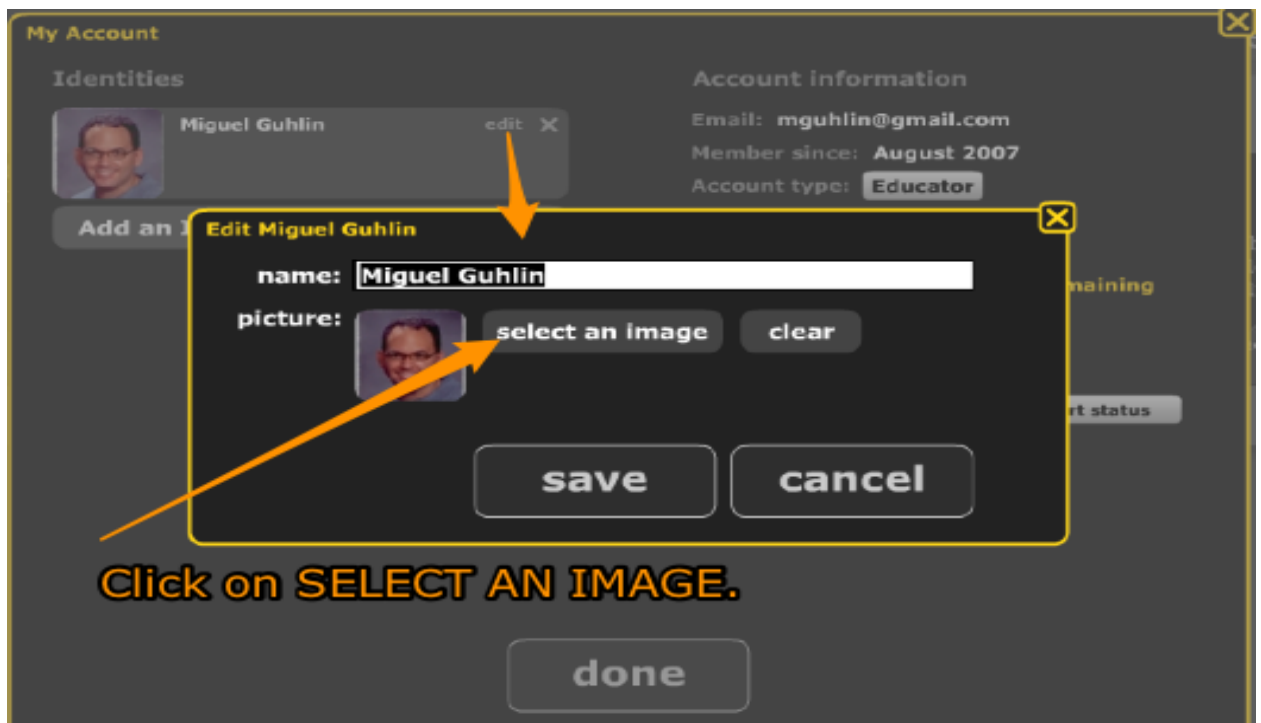 My Account
Identities
Account information
Miguel Guhlin
edit
Email: mguhlin@gmail.com
Member since: August 2007
Account type: Educator
Add an
Edit Miguel Guhlin
name: Miguel Guhlin
picture:
select an image
clear
save
cancel
Click on SELECT AN IMAGE.
done
status